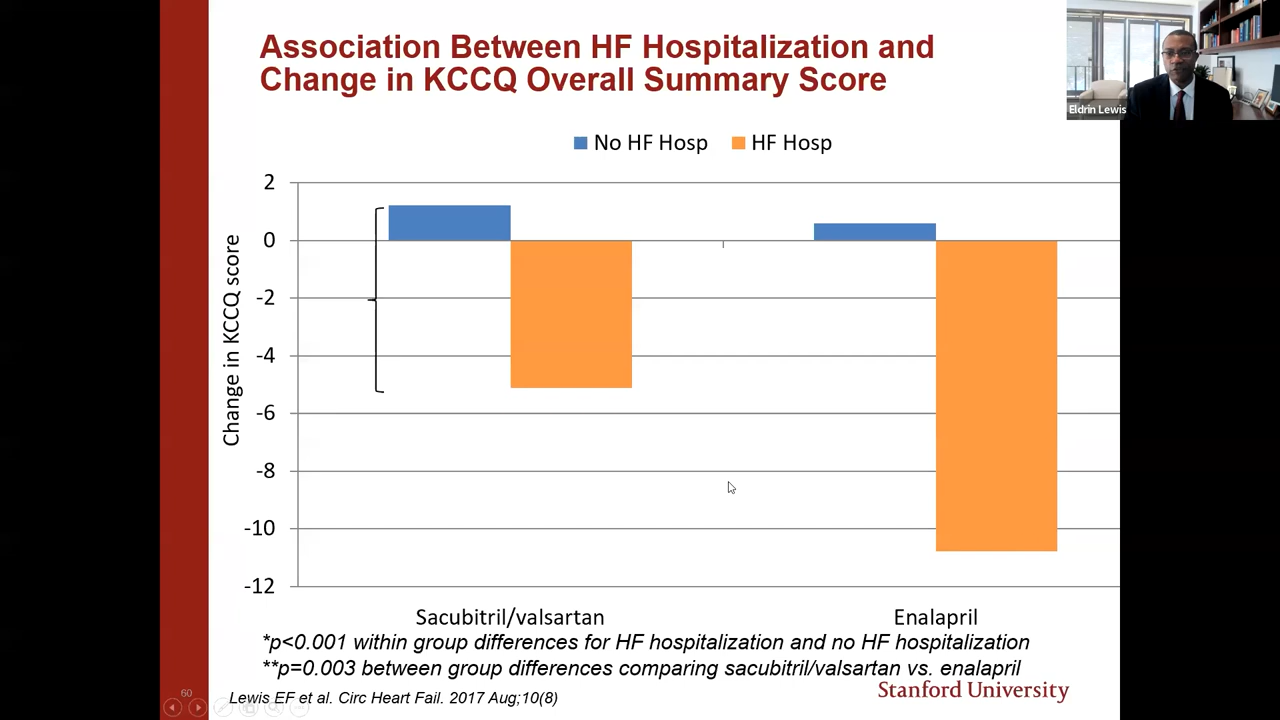 Association Between HF Hospitalization and
Change in KCCQ Overall Summary Score
Eldrin Lewis
No HF Hosp
HF Hosp
Change in KCCQ score
2
0
-2
-4
-6
-8
-10
-12
Sacubitril/valsartan
Enalapril
*p<0.001 within group differences for HF hospitalization and no HF hospitalization
**p=0.003 between group differences comparing sacubitril/valsartan vs. enalapril
60
Lewis EF et al. Circ Heart Fail. 2017 Aug;10(8)
Stanford University